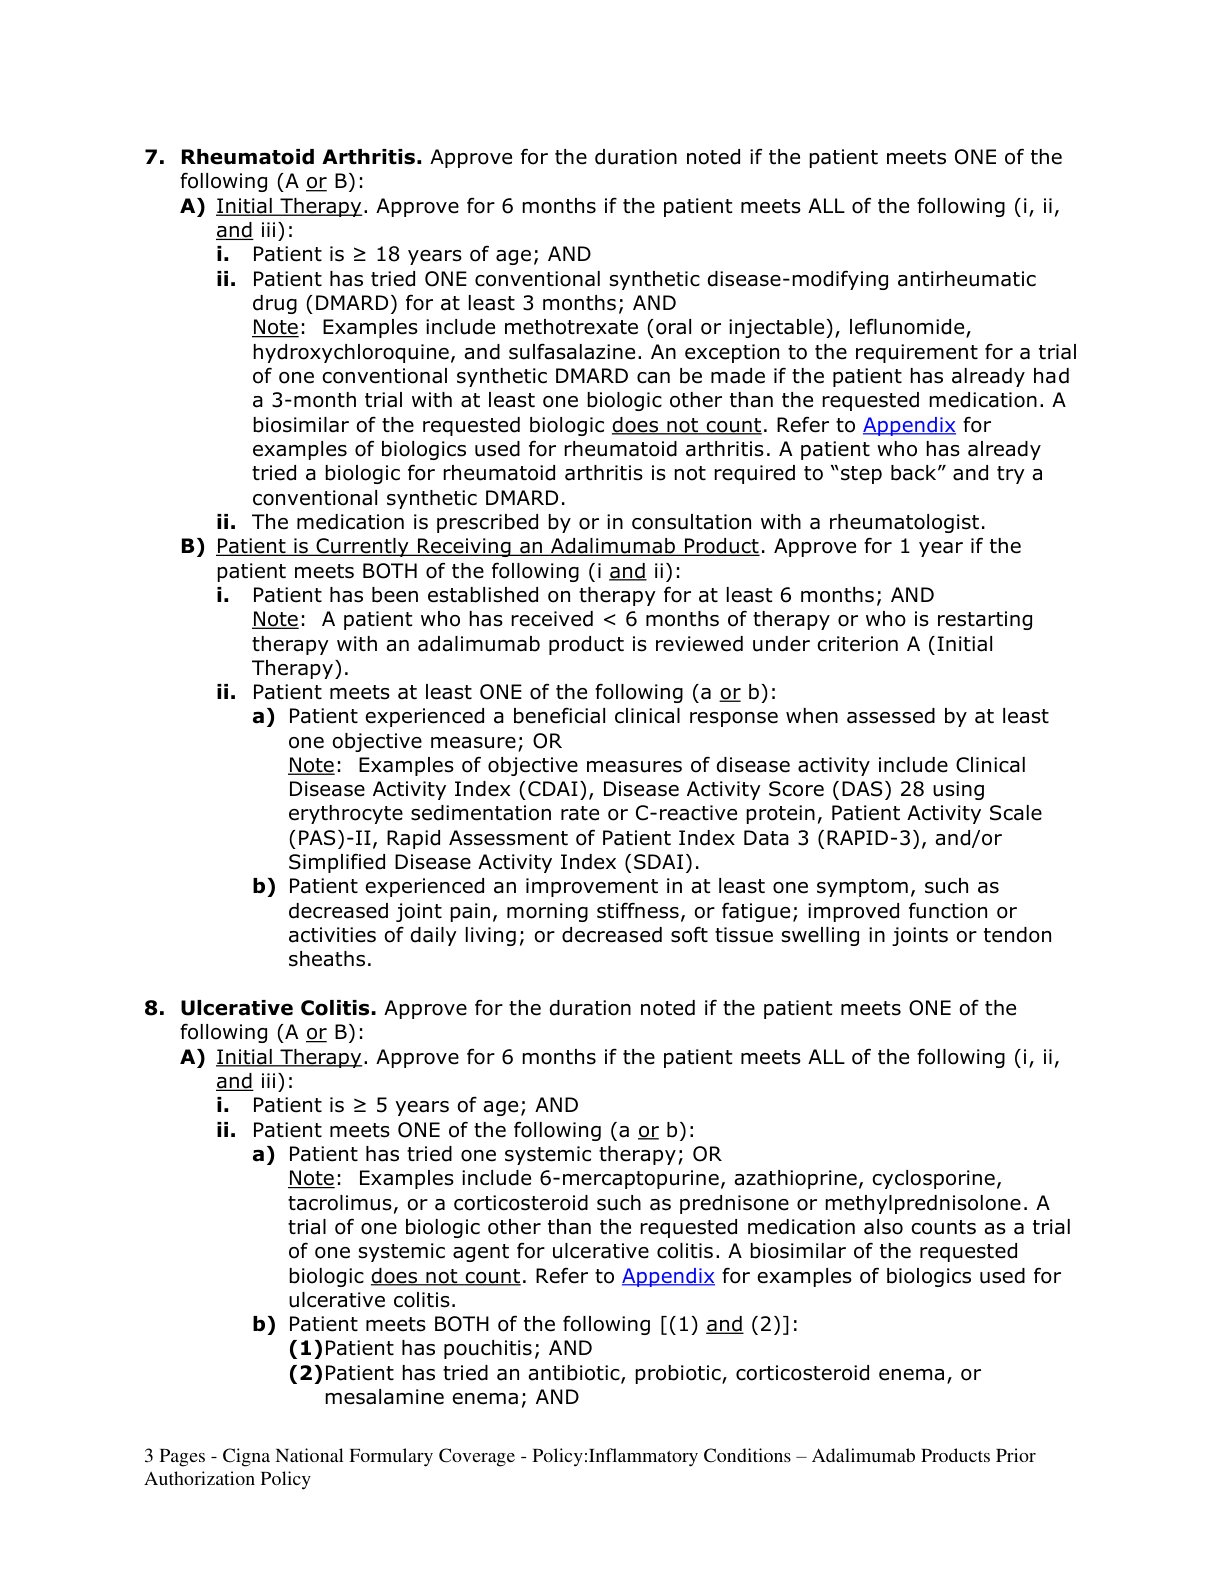 7. Rheumatoid Arthritis. Approve for the duration noted if the patient meets ONE of the
following (A or B):
A) Initial Therapy. Approve for 6 months if the patient meets ALL of the following (i, ii,
and iii):
i. Patient is ≥ 18 years of age; AND
ii. Patient has tried ONE conventional synthetic disease-modifying antirheumatic
drug (DMARD) for at least 3 months; AND
Note: Examples include methotrexate (oral or injectable), leflunomide,
hydroxychloroquine, and sulfasalazine. An exception to the requirement for a trial
of one conventional synthetic DMARD can be made if the patient has already had
a 3-month trial with at least one biologic other than the requested medication. A
biosimilar of the requested biologic does not count. Refer to Appendix for
examples of biologics used for rheumatoid arthritis. A patient who has already
tried a biologic for rheumatoid arthritis is not required to “step back” and try a
conventional synthetic DMARD.
ii. The medication is prescribed by or in consultation with a rheumatologist.
B) Patient is Currently Receiving an Adalimumab Product. Approve for 1 year if the
patient meets BOTH of the following (i and ii):
i. Patient has been established on therapy for at least 6 months; AND
Note: A patient who has received < 6 months of therapy or who is restarting
therapy with an adalimumab product is reviewed under criterion A (Initial
Therapy).
ii. Patient meets at least ONE of the following (a or b):
a) Patient experienced a beneficial clinical response when assessed by at least
one objective measure; OR
Note: Examples of objective measures of disease activity include Clinical
Disease Activity Index (CDAI), Disease Activity Score (DAS) 28 using
erythrocyte sedimentation rate or C-reactive protein, Patient Activity Scale
(PAS)-II, Rapid Assessment of Patient Index Data 3 (RAPID-3), and/or
Simplified Disease Activity Index (SDAI).
b) Patient experienced an improvement in at least one symptom, such as
decreased joint pain, morning stiffness, or fatigue; improved function or
activities of daily living; or decreased soft tissue swelling in joints or tendon
sheaths.
8. Ulcerative Colitis. Approve for the duration noted if the patient meets ONE of the
following (A or B):
A) Initial Therapy. Approve for 6 months if the patient meets ALL of the following (i, ii,
and iii):
i. Patient is ≥ 5 years of age; AND
ii. Patient meets ONE of the following (a or b):
a) Patient has tried one systemic therapy; OR
Note: Examples include 6-mercaptopurine, azathioprine, cyclosporine,
tacrolimus, or a corticosteroid such as prednisone or methylprednisolone. A
trial of one biologic other than the requested medication also counts as a trial
of one systemic agent for ulcerative colitis. A biosimilar of the requested
biologic does not count. Refer to Appendix for examples of biologics used for
ulcerative colitis.
b) Patient meets BOTH of the following [(1) and (2)]:
(1)Patient has pouchitis; AND
(2)Patient has tried an antibiotic, probiotic, corticosteroid enema, or
mesalamine enema; AND
3 Pages - Cigna National Formulary Coverage - Policy:Inflammatory Conditions – Adalimumab Products Prior
Authorization Policy